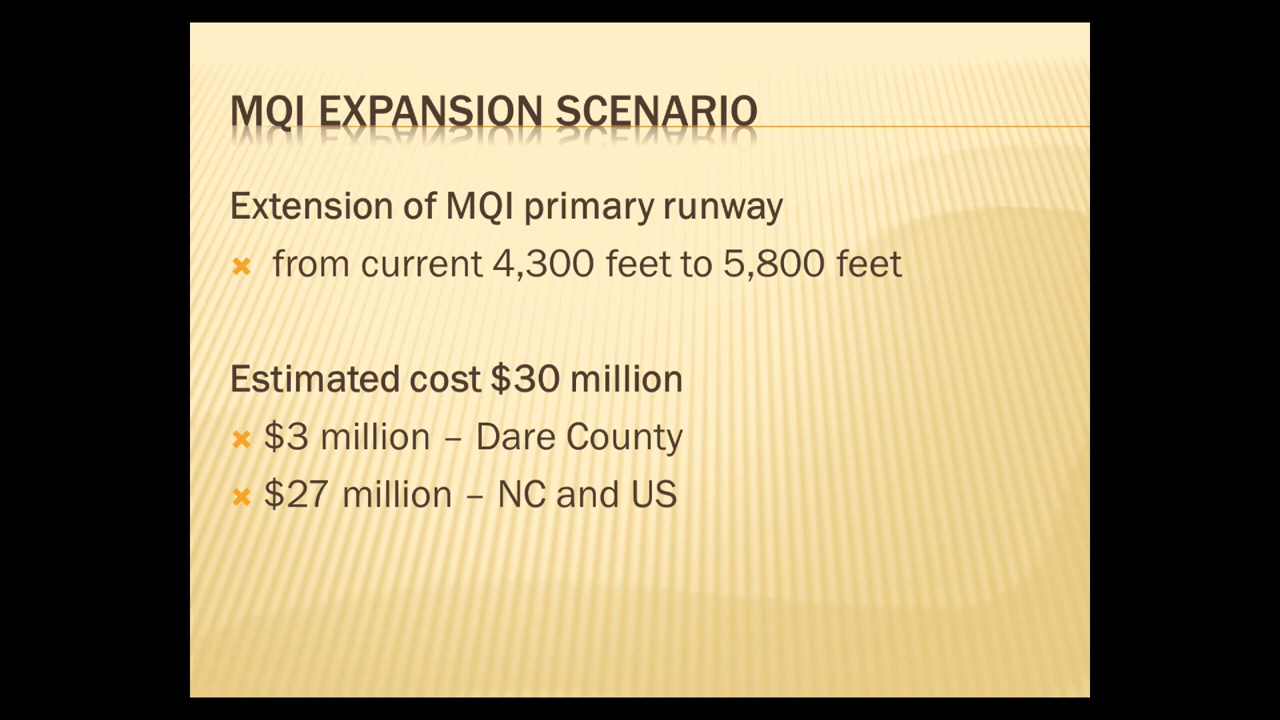 MQI EXPANSION SCENARIO
Extension of MQI primary runway
from current 4,300 feet to 5,800 feet
Estimated cost $30 million
$3 million – Dare County
$27 million – NC and US